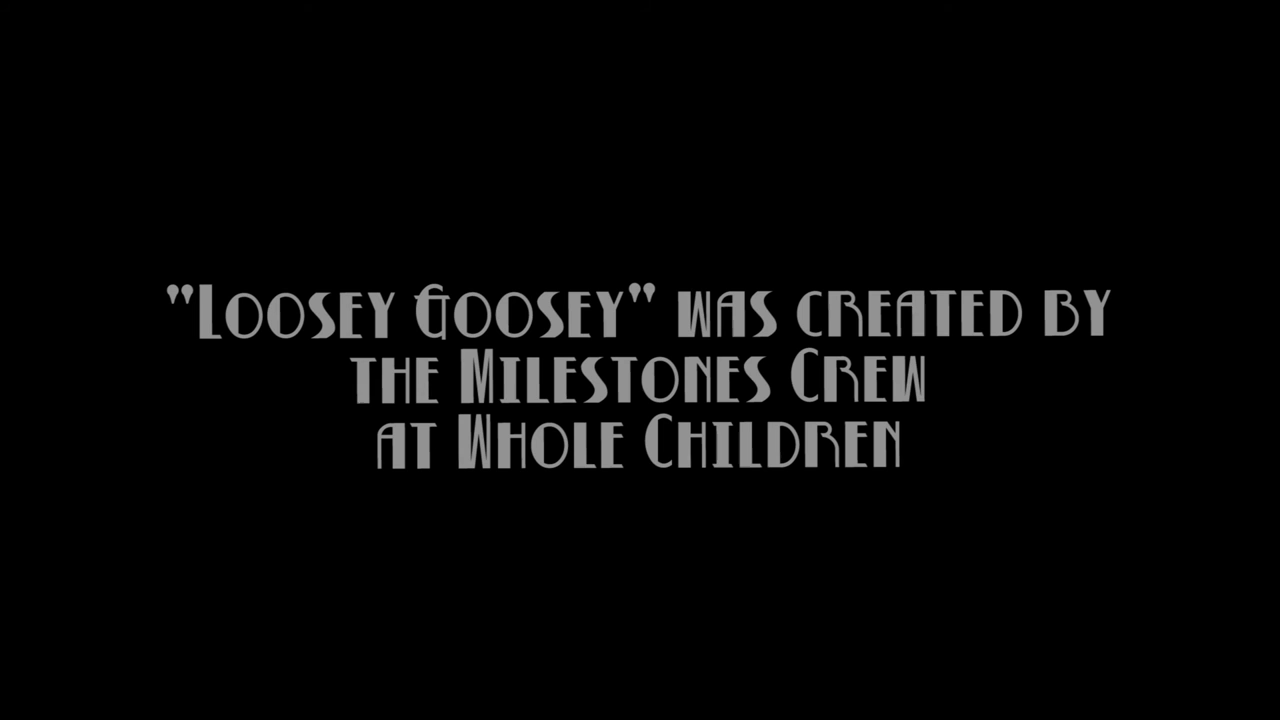 "Loosey Goosey" was created by
the Milestones Crew
at Whole Children